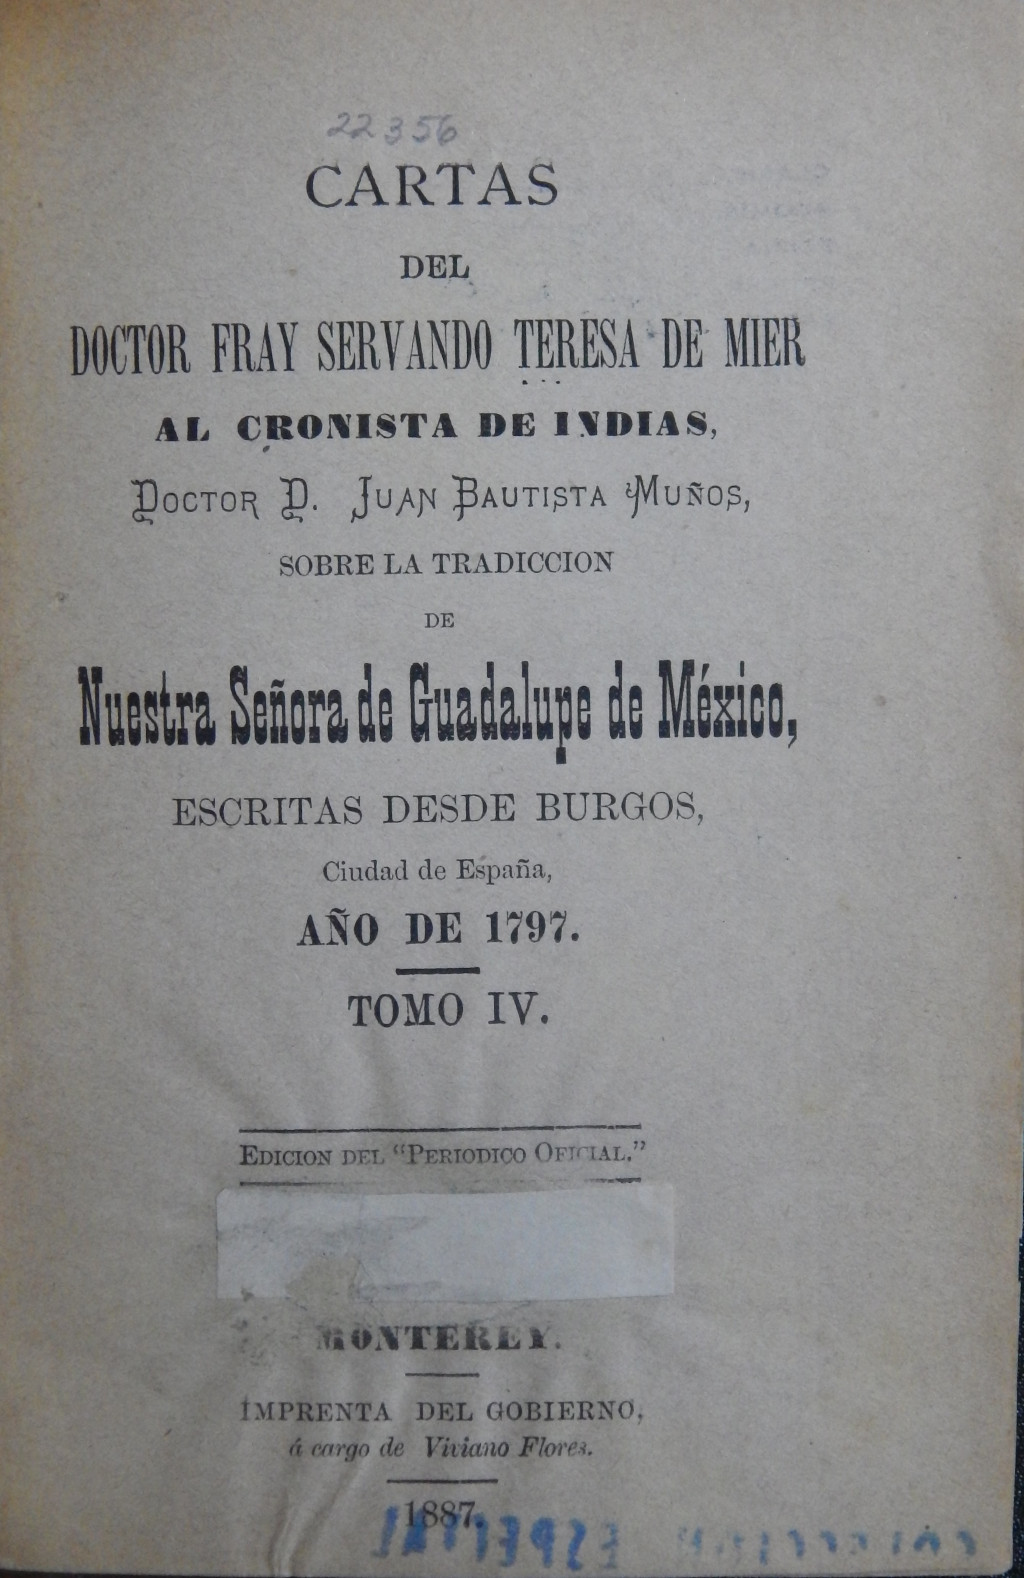 22356
CARTAS
DEL
DOCTOR FRAY SERVANDO TERESA DE MIER
AL CRONISTA DE INDIAS,
DOCTOR D. JUAN BAUTISTA MUÑOS,
SOBRE LA TRADICCION
DE
Nuestra Señora de Guadalupe de México,
ESCRITAS DESDE BURGOS,
Ciudad de España,
AÑO DE 1797.
TOMO IV.
EDICION DEL "PERIODICO OFICIAL."
MONTEREY.
IMPRENTA DEL GOBIERNO,
á cargo de Viviano Flores.
1887.
COLECCION ESPECIAL